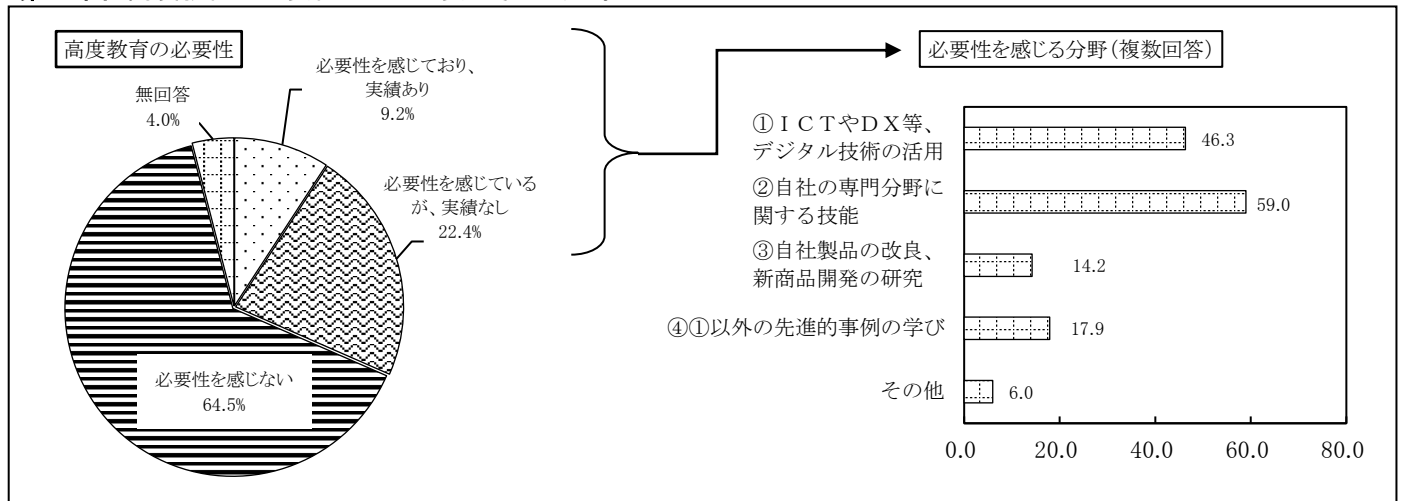 高度教育の必要性
必要性を感じており、
実績あり
9.2%
無回答
4.0%
必要性を感じている
が、実績なし
22.4%
必要性を感じない
64.5%
必要性を感じる分野(複数回答)
①ＩＣＴやＤＸ等、
デジタル技術の活用
46.3
②自社の専門分野に
関する技能
59.0
③自社製品の改良、
新商品開発の研究
14.2
④①以外の先進的事例の学び
17.9
その他
6.0
0.0 20.0 40.0 60.0 80.0